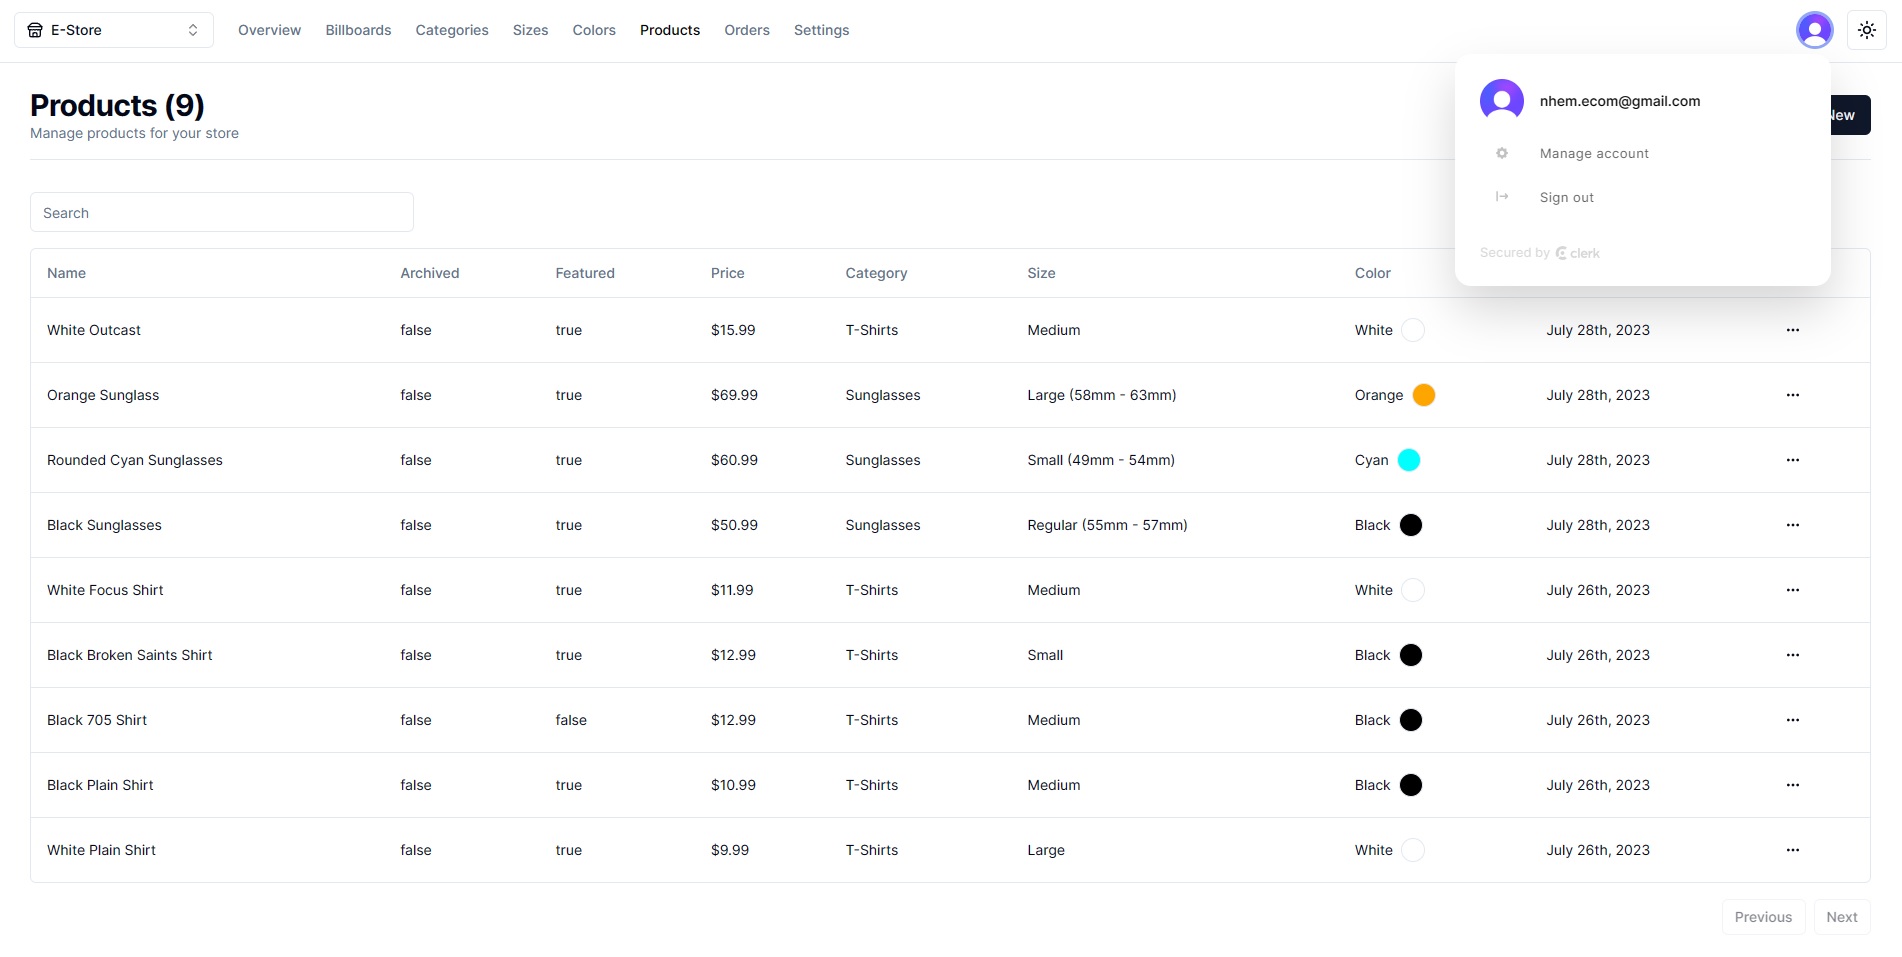 E-Store Overview Billboards Categories Sizes Colors Products Orders Settings
Products (9)
Manage products for your store
nhem.ecom@gmail.com
New
Manage account
Sign out
Secured by clerk
Search
Name Archived Featured Price Category Size Color
White Outcast false true $15.99 T-Shirts Medium White July 28th, 2023
Orange Sunglass false true $69.99 Sunglasses Large (58mm - 63mm) Orange July 28th, 2023
Rounded Cyan Sunglasses false true $60.99 Sunglasses Small (49mm - 54mm) Cyan July 28th, 2023
Black Sunglasses false true $50.99 Sunglasses Regular (55mm - 57mm) Black July 28th, 2023
White Focus Shirt false true $11.99 T-Shirts Medium White July 26th, 2023
Black Broken Saints Shirt false true $12.99 T-Shirts Small Black July 26th, 2023
Black 705 Shirt false false $12.99 T-Shirts Medium Black July 26th, 2023
Black Plain Shirt false true $10.99 T-Shirts Medium Black July 26th, 2023
White Plain Shirt false true $9.99 T-Shirts Large White July 26th, 2023
Previous Next